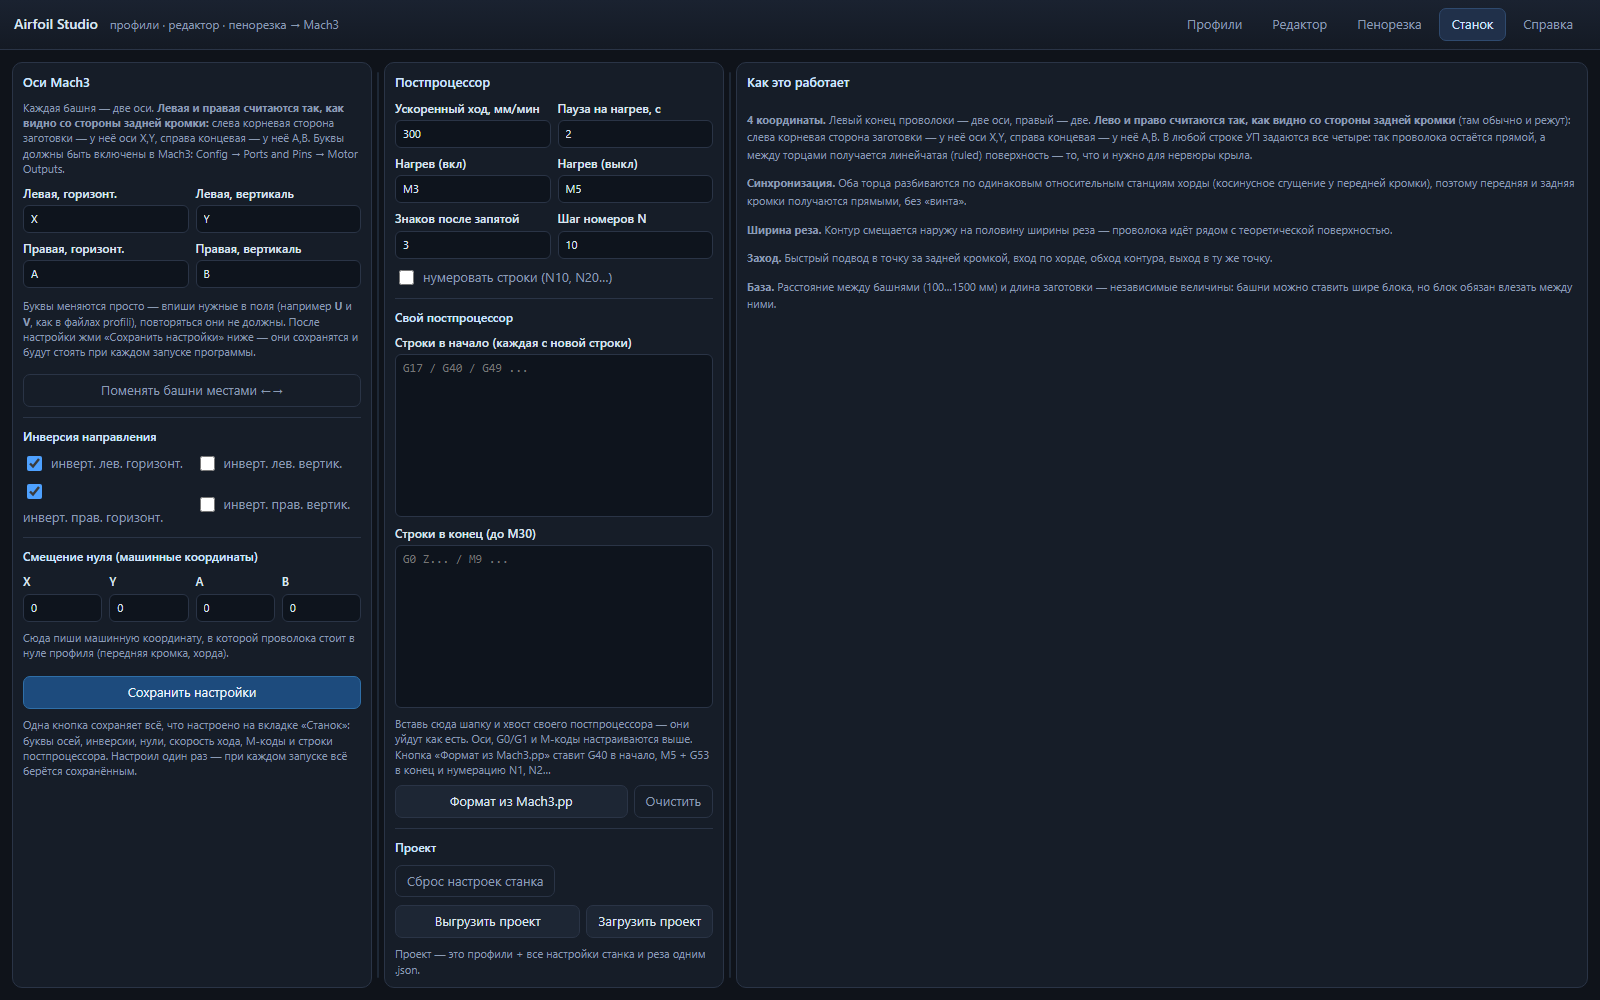 Airfoil Studio
профили · редактор · пенорезка → Mach3
Профили
Редактор
Пенорезка
Станок
Справка
Оси Mach3
Каждая башня — две оси. Левая и правая считаются так, как
видно со стороны задней кромки: слева корневая сторона
заготовки — у неё оси X,Y, справа концевая — у неё A,B. Буквы
должны быть включены в Mach3: Config → Ports and Pins → Motor
Outputs.
Левая, горизонт.
Левая, вертикаль
X
Y
Правая, горизонт.
Правая, вертикаль
A
B
Буквы меняются просто — впиши нужные в поля (например U и
V, как в файлах profili), повторяться они не должны. После
настройки жми «Сохранить настройки» ниже — они сохранятся и
будут стоять при каждом запуске программы.
Поменять башни местами ←→
Инверсия направления
инверт. лев. горизонт.
инверт. лев. вертик.
инверт. прав. горизонт.
инверт. прав. вертик.
Смещение нуля (машинные координаты)
X
Y
A
B
0
0
0
0
Сюда пиши машинную координату, в которой проволока стоит в
нуле профиля (передняя кромка, хорда).
Сохранить настройки
Одна кнопка сохраняет всё, что настроено на вкладке «Станок»:
буквы осей, инверсии, нули, скорость хода, M-коды и строки
постпроцессора. Настроил один раз — при каждом запуске всё
берётся сохранённым.
Постпроцессор
Ускоренный ход, мм/мин
Пауза на нагрев, с
300
2
Нагрев (вкл)
Нагрев (выкл)
M3
M5
Знаков после запятой
Шаг номеров N
3
10
нумеровать строки (N10, N20...)
Свой постпроцессор
Строки в начало (каждая с новой строки)
G17 / G40 / G49 ...
Строки в конец (до M30)
G0 Z... / M9 ...
Вставь сюда шапку и хвост своего постпроцессора — они
уйдут как есть. Оси, G0/G1 и M-коды настраиваются выше.
Кнопка «Формат из Mach3.pp» ставит G40 в начало, M5 + G53
в конец и нумерацию N1, N2...
Формат из Mach3.pp
Очистить
Проект
Сброс настроек станка
Выгрузить проект
Загрузить проект
Проект — это профили + все настройки станка и реза одним
.json.
Как это работает
4 координаты. Левый конец проволоки — две оси, правый — две. Лево и право считаются так, как видно со стороны задней кромки (там обычно и режут):
слева корневая сторона заготовки — у неё оси X,Y, справа концевая — у неё A,B. В любой строке УП задаются все четыре: так проволока остаётся прямой, а
между торцами получается линейчатая (ruled) поверхность — то, что и нужно для нервюры крыла.
Синхронизация. Оба торца разбиваются по одинаковым относительным станциям хорды (косинусное сгущение у передней кромки), поэтому передняя и задняя
кромки получаются прямыми, без «винта».
Ширина реза. Контур смещается наружу на половину ширины реза — проволока идёт рядом с теоретической поверхностью.
Заход. Быстрый подвод в точку за задней кромкой, вход по хорде, обход контура, выход в ту же точку.
База. Расстояние между башнями (100...1500 мм) и длина заготовки — независимые величины: башни можно ставить шире блока, но блок обязан влезать между
ними.